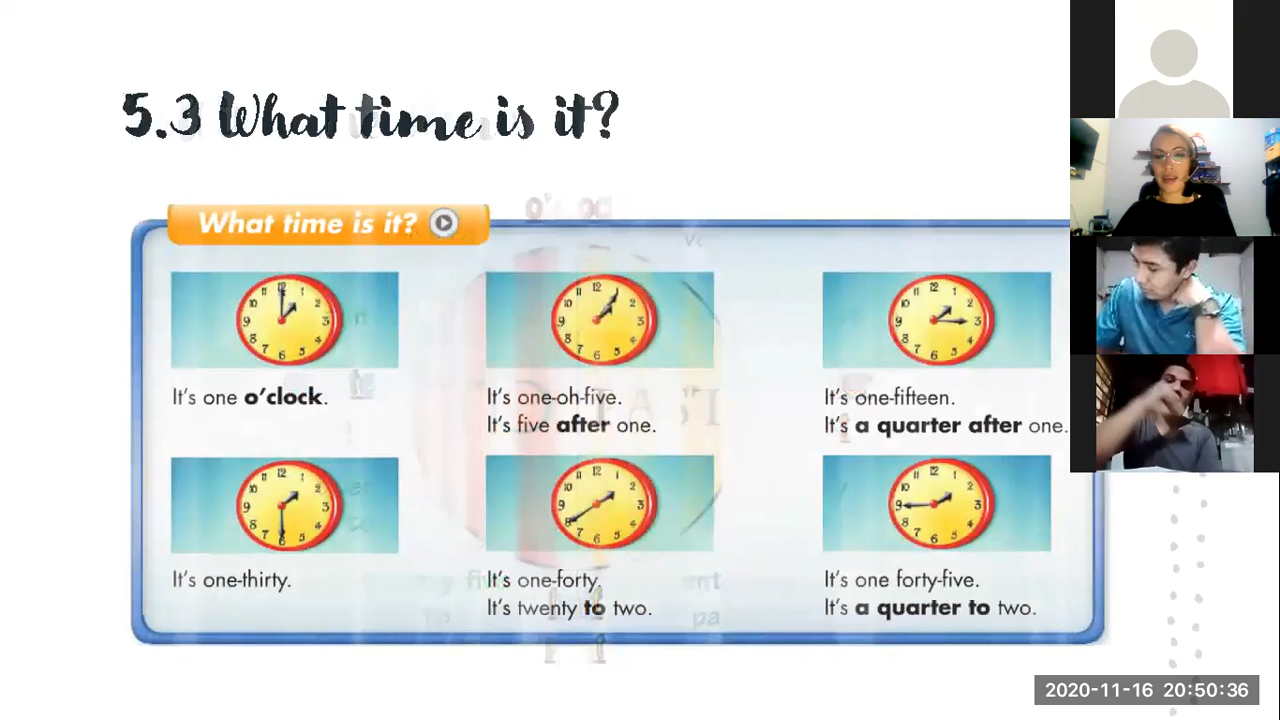 5.3 What time is it?
What time is it?
It's one o'clock.
It's one-oh-five.
It's five after one.
It's one-fifteen.
It's a quarter after one.
It's one-thirty.
It's one-forty.
It's twenty to two.
It's one forty-five.
It's a quarter to two.
2020-11-16 20:50:36